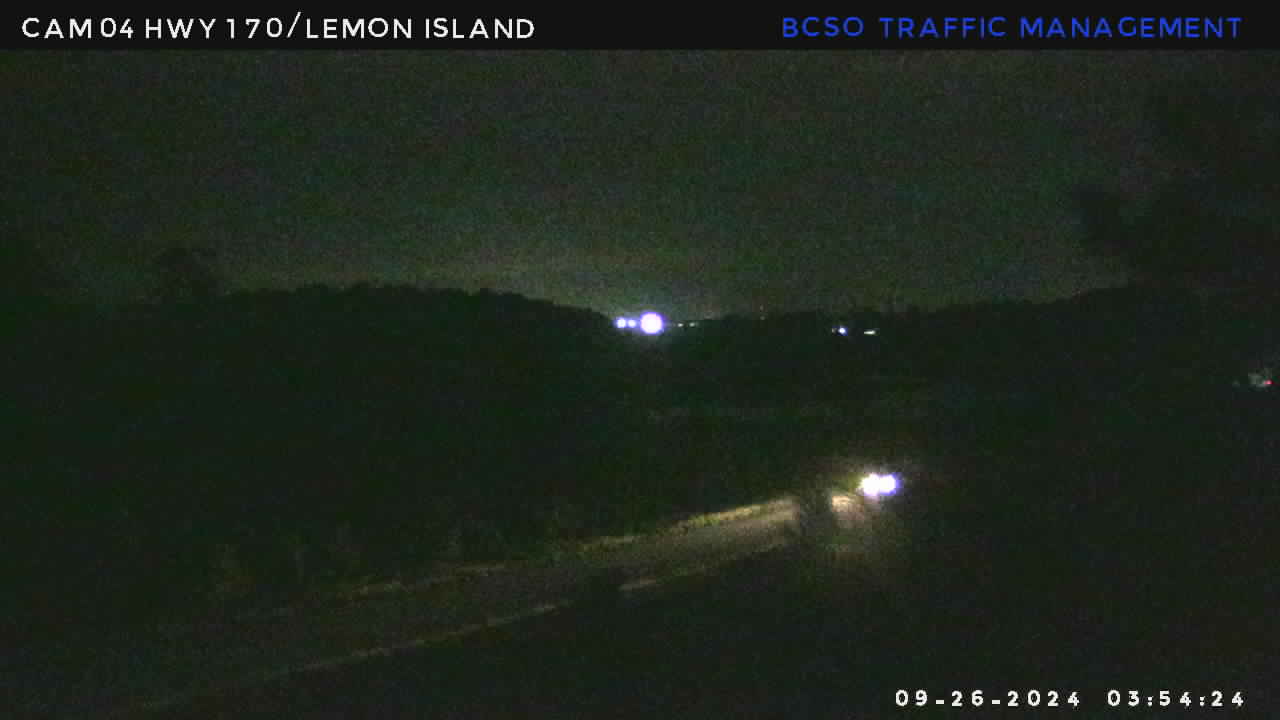 CAM04 HWY 170/LEMON ISLAND
BCSO TRAFFIC MANAGEMENT
09-26-2024 03:54:24